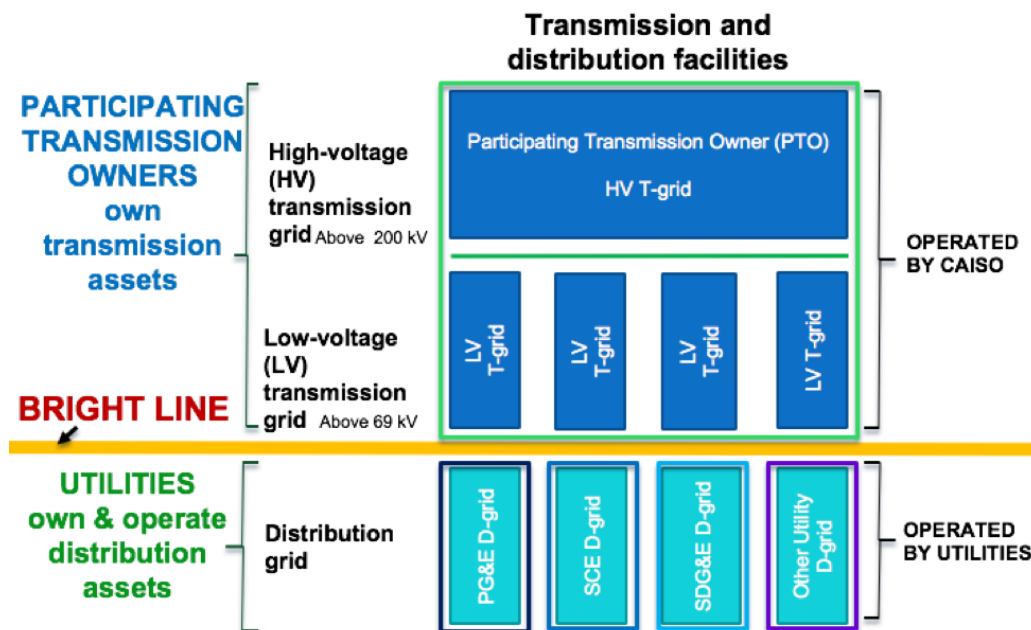 Transmission and
distribution facilities
PARTICIPATING
TRANSMISSION
OWNERS
own
transmission
assets
High-voltage
(HV)
transmission
grid Above 200 kV
Participating Transmission Owner (PTO)
HV T-grid
OPERATED
BY CAISO
Low-voltage
(LV)
transmission
grid Above 69 kV
LV
T-grid
LV
T-grid
LV
T-grid
LV T-grid
BRIGHT LINE
UTILITIES
own & operate
distribution
assets
Distribution
grid
PG&E D-grid
SCE D-grid
SDG&E D-grid
Other Utility
D-grid
OPERATED
BY UTILITIES